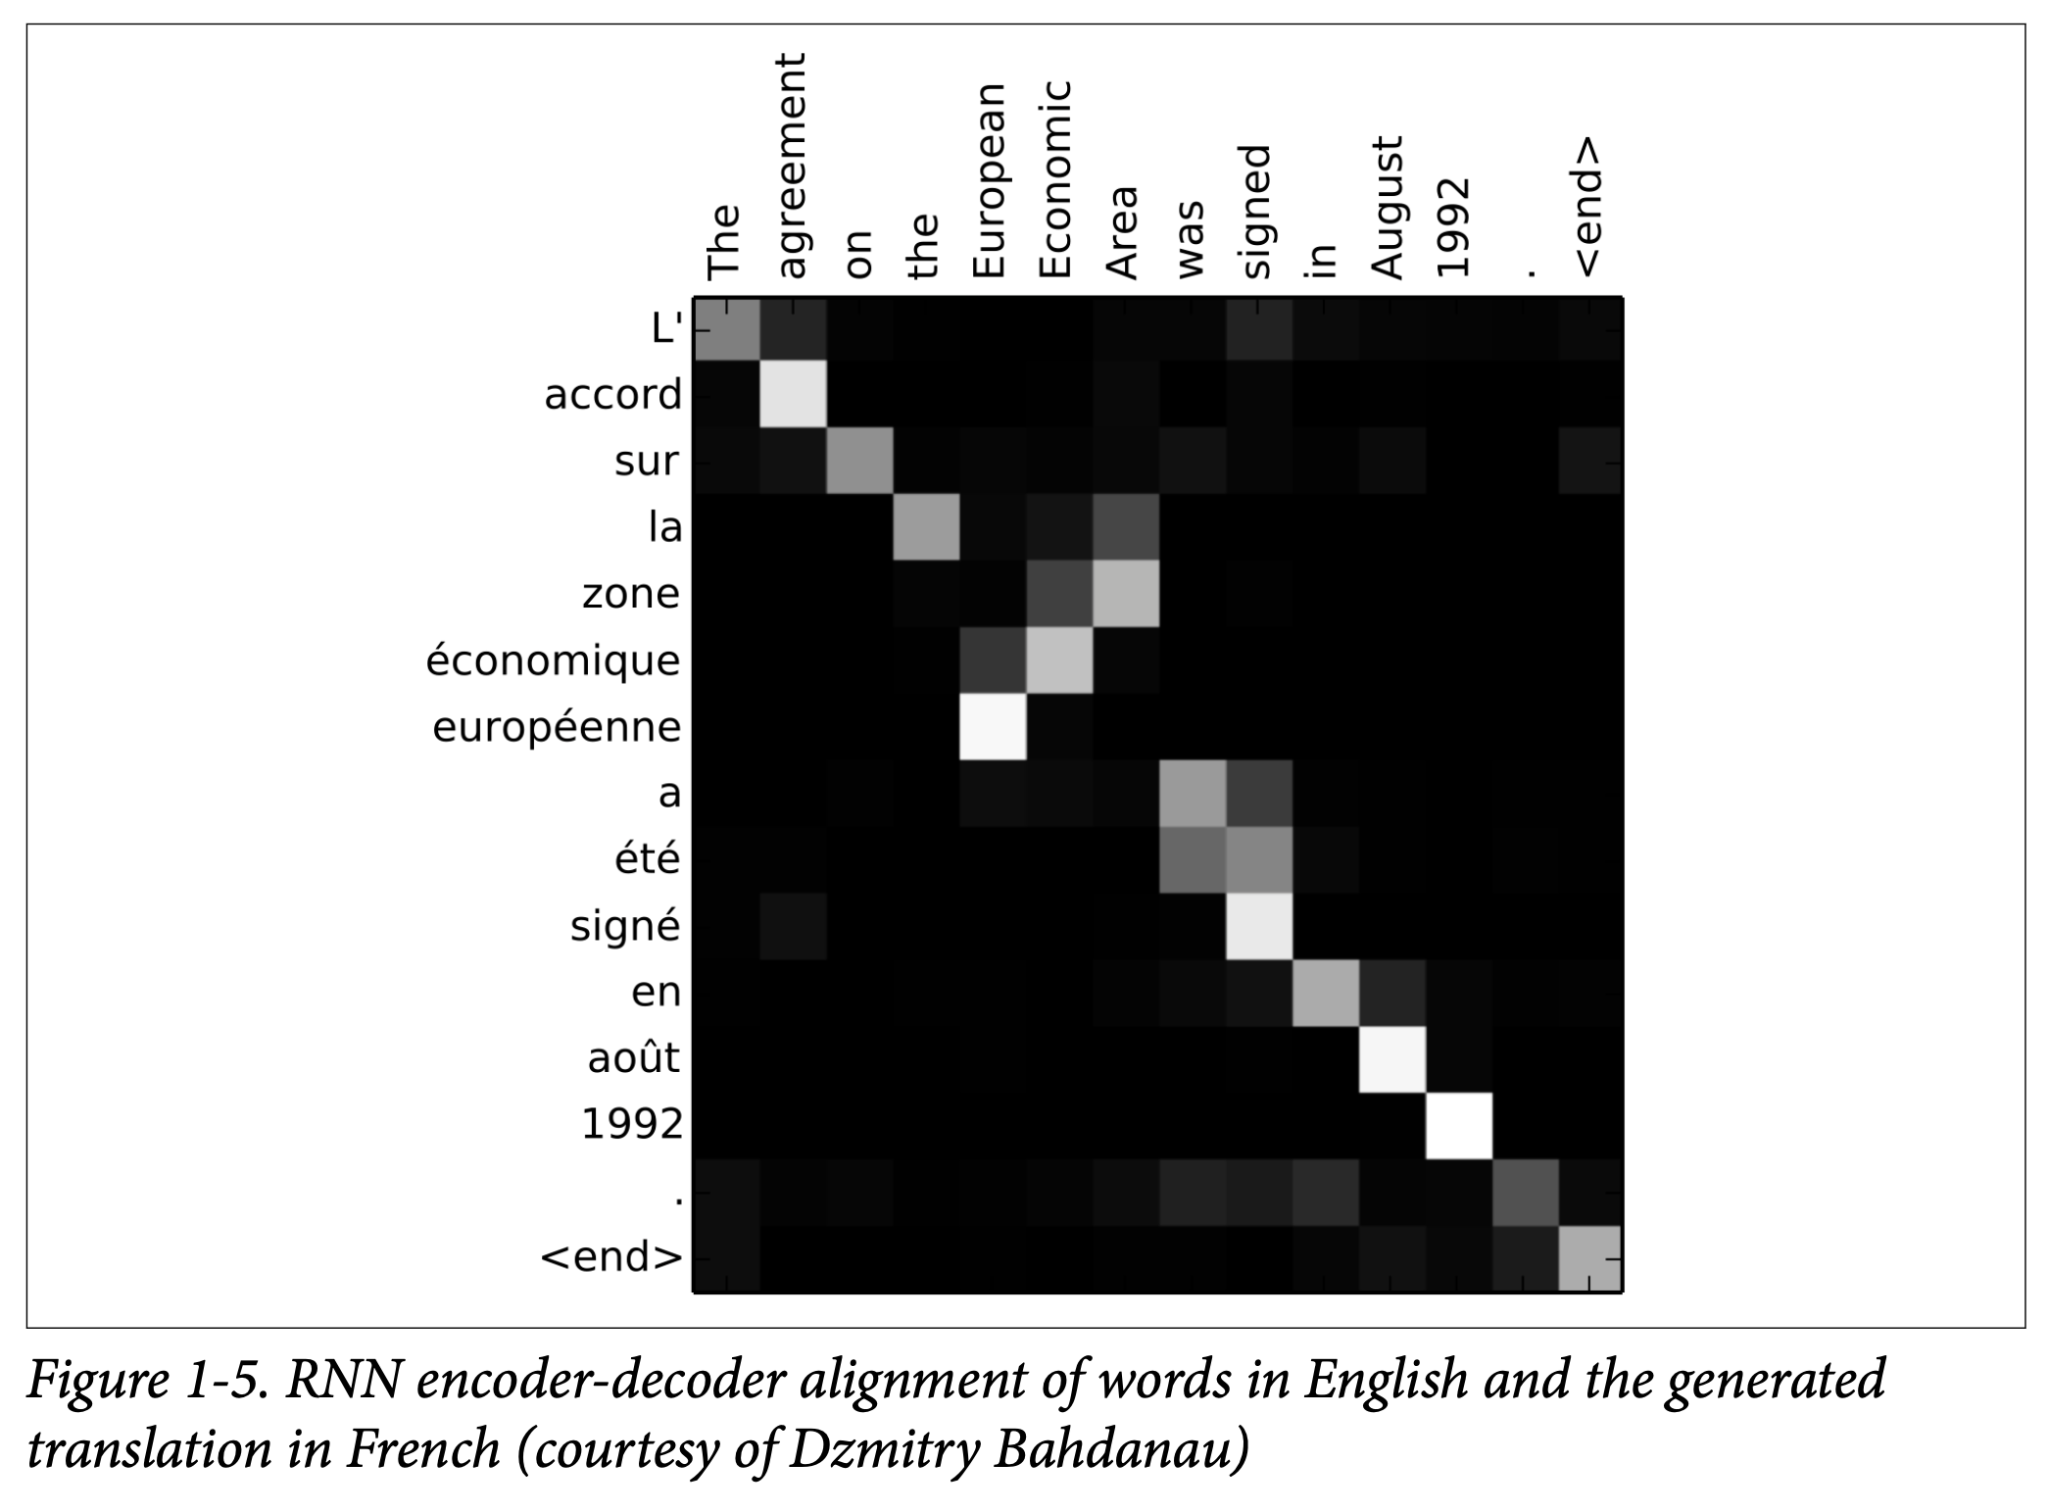 The
agreement
on
the
European
Economic
Area
was
signed
in
August
1992
.
<end>
L'
accord
sur
la
zone
économique
européenne
a
été
signé
en
août
1992
.
<end>
Figure 1-5. RNN encoder-decoder alignment of words in English and the generated
translation in French (courtesy of Dzmitry Bahdanau)